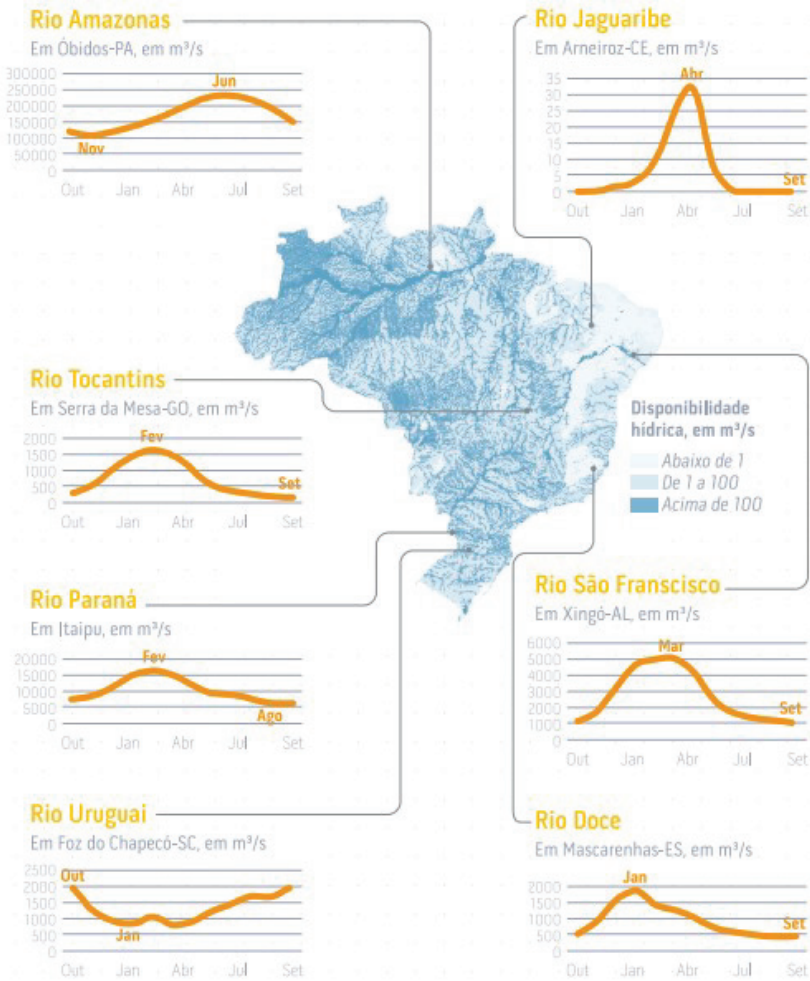 Rio Amazonas
Em Óbidos-PA, em m³/s
300000
250000
200000
150000
100000
50000
0
Jun
Nov
Out Jan Abr Jul Set
Rio Jaguaribe
Em Arneiroz-CE, em m³/s
35
30
25
20
15
10
5
0
Abr
Set
Out Jan Abr Jul Set
Rio Tocantins
Em Serra da Mesa-GO, em m³/s
2000
1500
1000
500
0
Fev
Set
Out Jan Abr Jul Set
Disponibilidade
hídrica, em m³/s
Abaixo de 1
De 1 a 100
Acima de 100
Rio Paraná
Em Itaipu, em m³/s
20000
15000
10000
5000
0
Fev
Ago
Out Jan Abr Jul Set
Rio São Franscisco
Em Xingó-AL, em m³/s
6000
5000
4000
3000
2000
1000
0
Mar
Set
Out Jan Abr Jul Set
Rio Uruguai
Em Foz do Chapecó-SC, em m³/s
2500
2000
1500
1000
500
0
Out
Jan
Out Jan Abr Jul Set
Rio Doce
Em Mascarenhas-ES, em m³/s
2000
1500
1000
500
0
Jan
Set
Out Jan Abr Jul Set